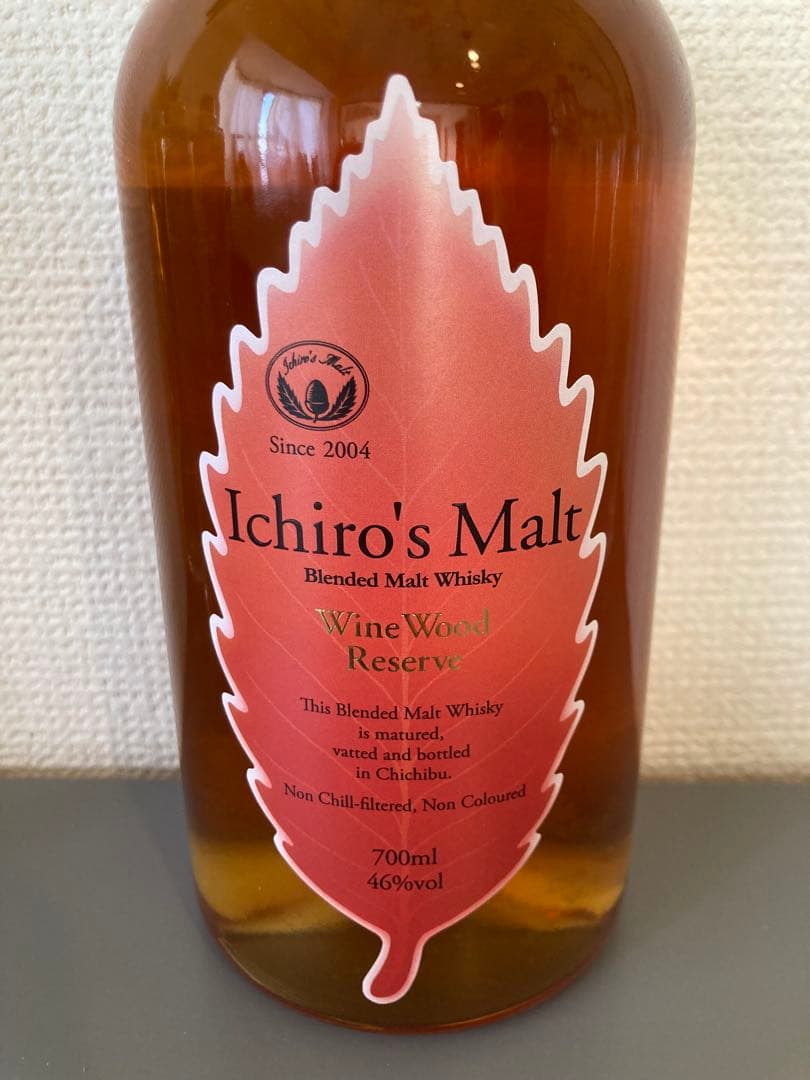 Ichiro's Malt
Since 2004
Ichiro's Malt
Blended Malt Whisky
Wine Wood
Reserve
This Blended Malt Whisky
is matured,
vatted and bottled
in Chichibu.
Non Chill-filtered, Non Coloured
700ml
46%vol